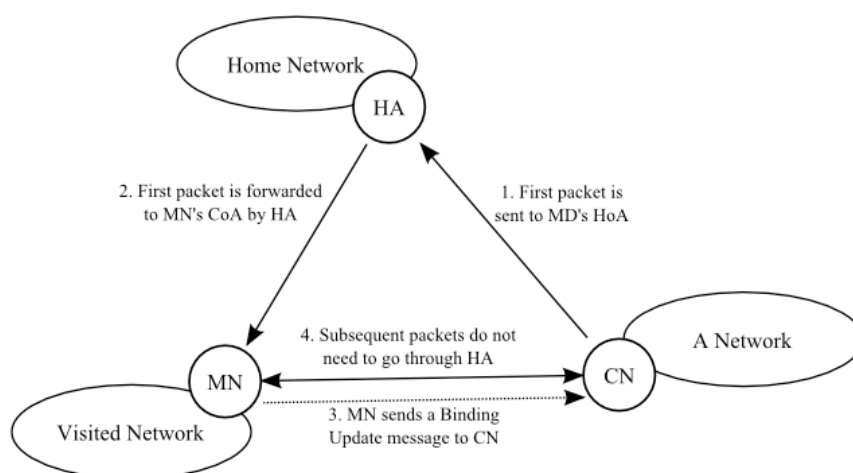 Home Network
HA
2. First packet is forwarded
to MN's CoA by HA
1. First packet is
sent to MD's HoA
4. Subsequent packets do not
need to go through HA
A Network
MN
CN
3. MN sends a Binding
Update message to CN
Visited Network